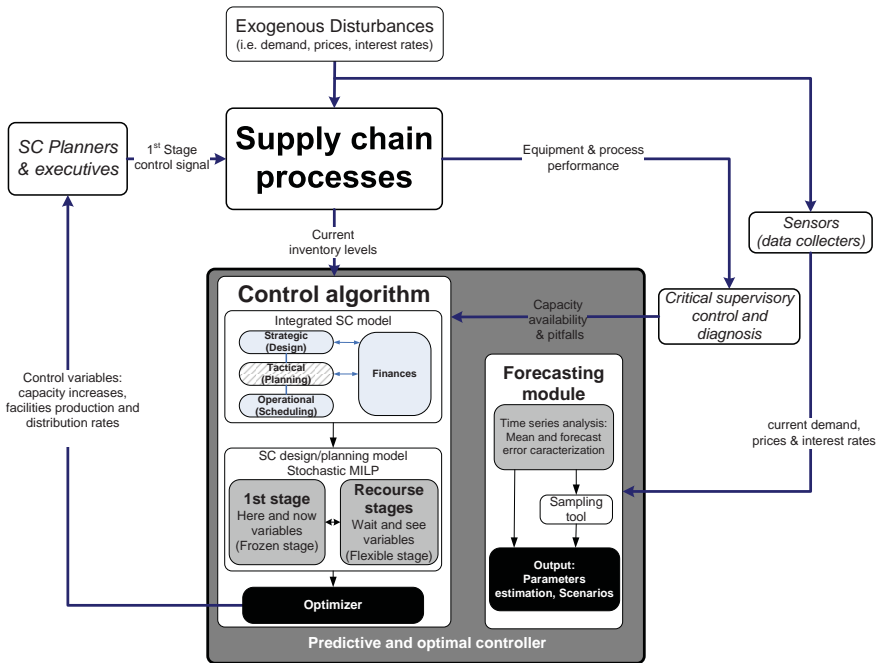 Exogenous Disturbances
(i.e. demand, prices, interest rates)
SC Planners
& executives
1st Stage
control signal
Supply chain
processes
Equipment & process
performance
Sensors
(data collecters)
Current
inventory levels
Critical supervisory
control and
diagnosis
Capacity
availability
& pitfalls
Control algorithm
Integrated SC model
Strategic
(Design)
Tactical
(Planning)
Operational
(Scheduling)
Finances
Control variables:
capacity increases,
facilities production and
distribution rates
SC design/planning model
Stochastic MILP
1st stage
Here and now
variables
(Frozen stage)
Recourse
stages
Wait and see
variables
(Flexible stage)
Optimizer
Forecasting
module
Time series analysis:
Mean and forecast
error caracterization
Sampling
tool
Output:
Parameters
estimation, Scenarios
current demand,
prices & interest rates
Predictive and optimal controller